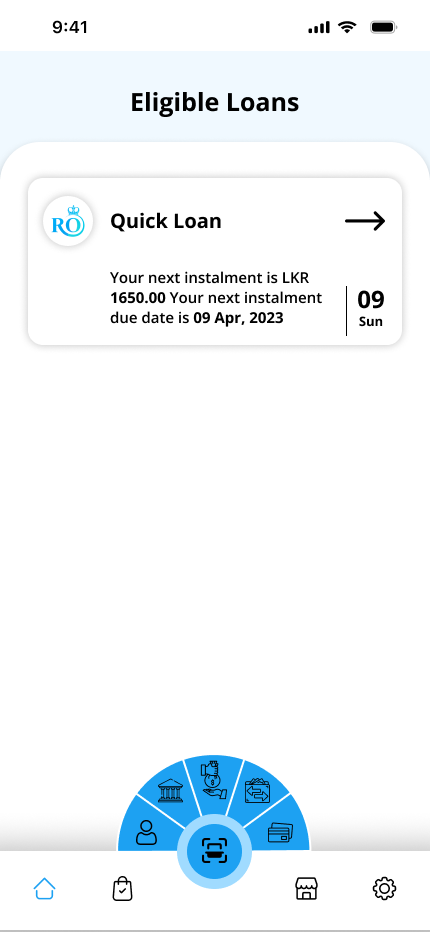 9:41
Eligible Loans
RO
Quick Loan
Your next instalment is LKR
1650.00 Your next instalment
due date is 09 Apr, 2023
09
Sun